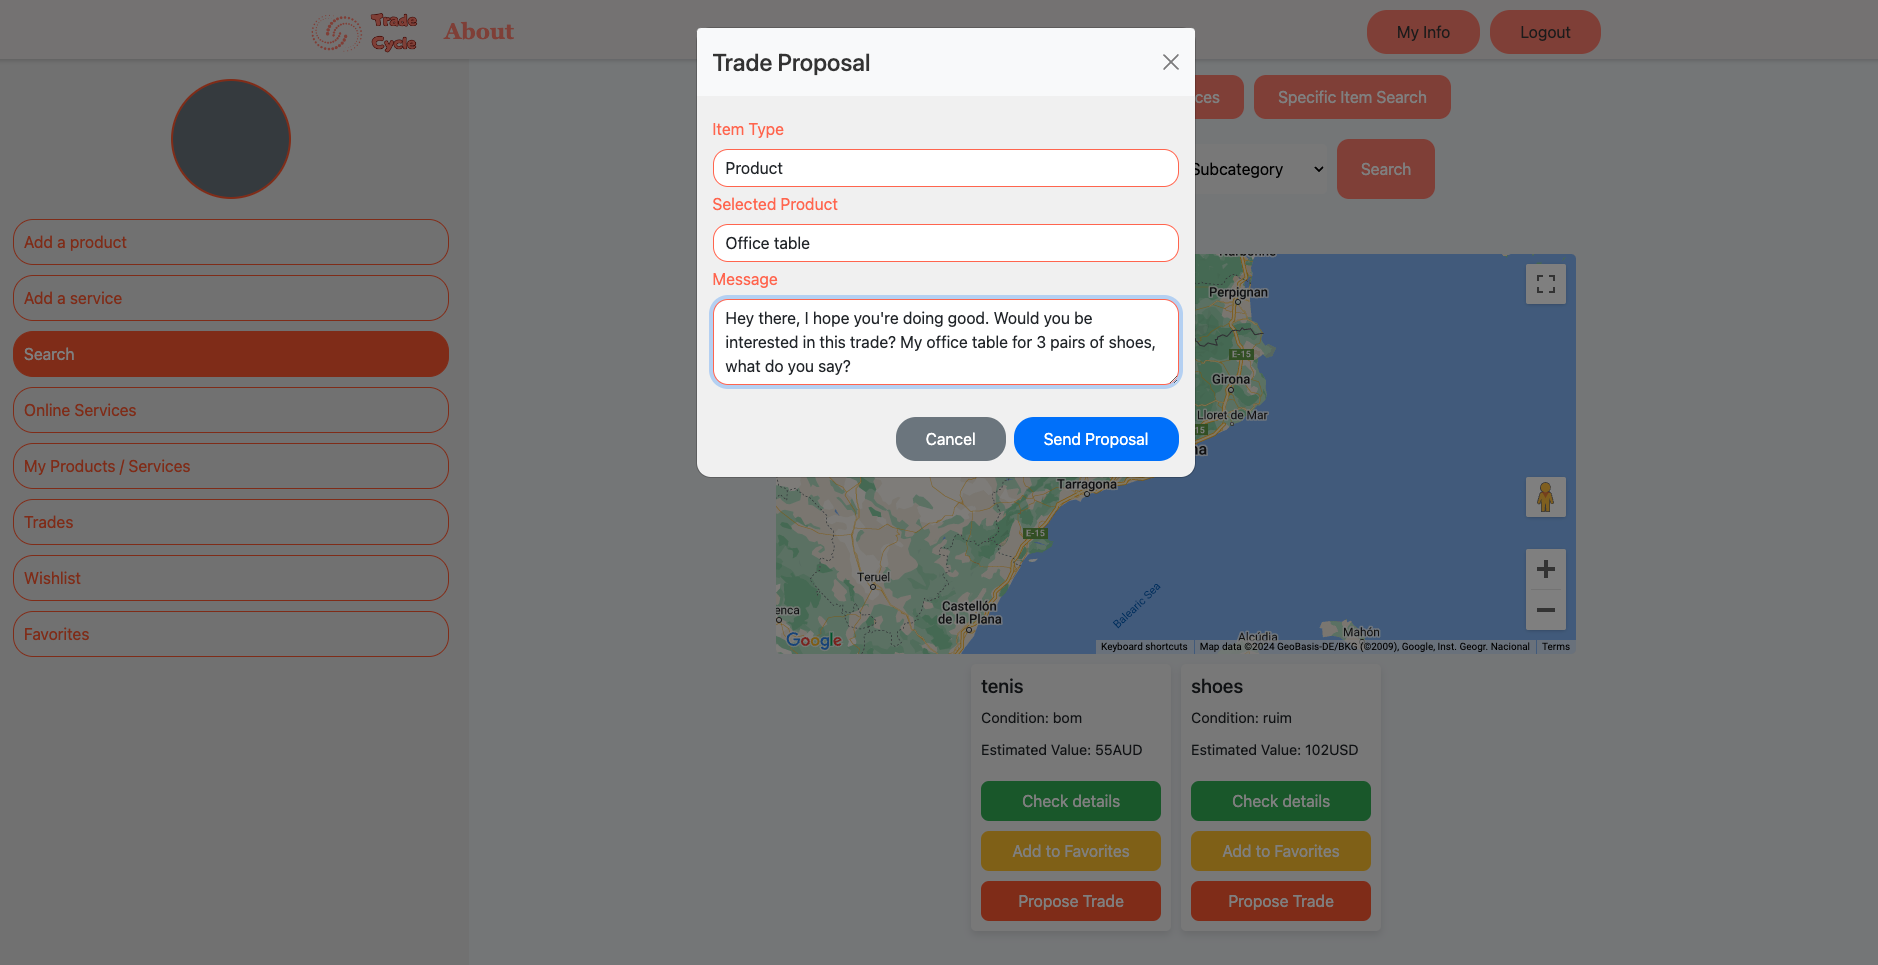 Trade
Cycle
About
My Info
Logout
Trade Proposal
Item Type
Product
Selected Product
Office table
Message
Hey there, I hope you're doing good. Would you be
interested in this trade? My office table for 3 pairs of shoes,
what do you say?
Cancel
Send Proposal
Specific Item Search
Subcategory
Search
Add a product
Add a service
Search
Online Services
My Products / Services
Trades
Wishlist
Favorites
Perpignan
E-15
Girona
Lloret de Mar
Tarragona
E-15
Teruel
Castellón
de la Plana
Balearic Sea
Alcúdia
Mahón
Google
Keyboard shortcuts
Map data ©2024 GeoBasis-DE/BKG (©2009), Google, Inst. Geogr. Nacional
Terms
tenis
Condition: bom
Estimated Value: 55AUD
Check details
Add to Favorites
Propose Trade
shoes
Condition: ruim
Estimated Value: 102USD
Check details
Add to Favorites
Propose Trade